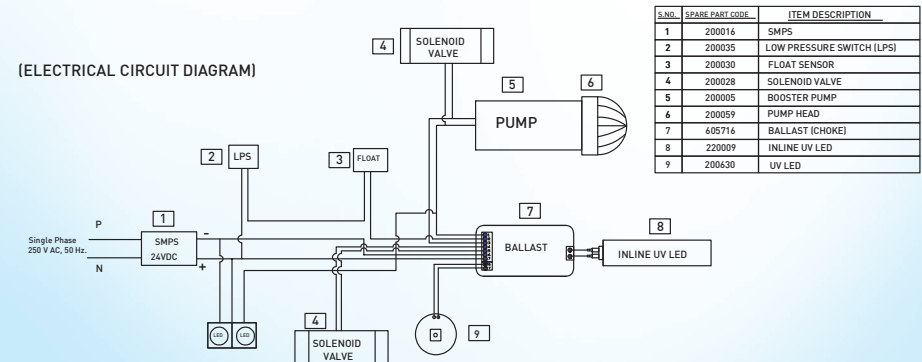 (ELECTRICAL CIRCUIT DIAGRAM)
4
SOLENOID
VALVE
5
6
PUMP
2
LPS
3
FLOAT
P
1
Single Phase
250 V AC, 50 Hz.
SMPS
24VDC
-
+
N
7
BALLAST
8
INLINE UV LED
LED
LED
4
SOLENOID
VALVE
9
S.NO. SPARE PART CODE ITEM DESCRIPTION
1 200016 SMPS
2 200035 LOW PRESSURE SWITCH (LPS)
3 200030 FLOAT SENSOR
4 200028 SOLENOID VALVE
5 200005 BOOSTER PUMP
6 200059 PUMP HEAD
7 605716 BALLAST (CHOKE)
8 220009 INLINE UV LED
9 200630 UV LED